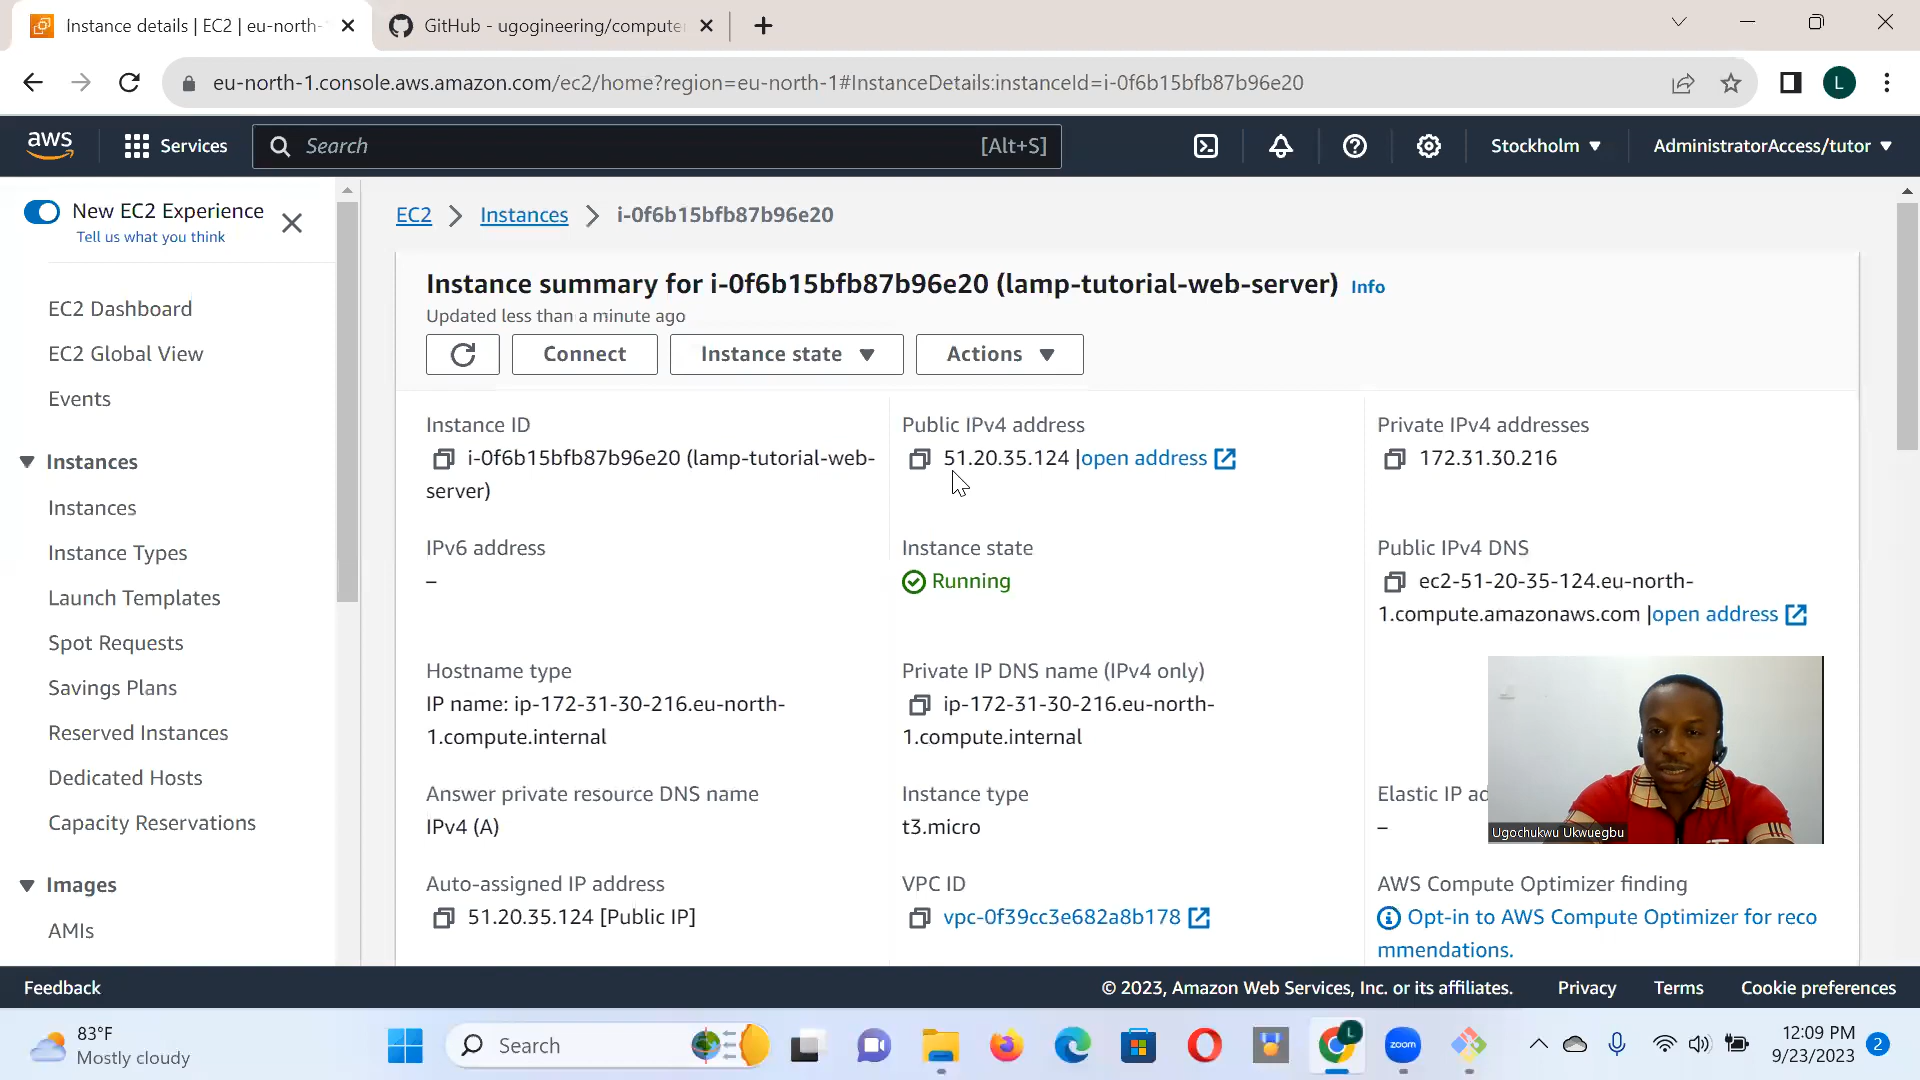 Instance details | EC2 | eu-north-
GitHub - ugogineering/compute
eu-north-1.console.aws.amazon.com/ec2/home?region=eu-north-1#InstanceDetails:instanceId=i-0f6b15bfb87b96e20
L
aws
Services
Search
[Alt+S]
Stockholm
AdministratorAccess/tutor
New EC2 Experience
Tell us what you think
EC2 Dashboard
EC2 Global View
Events
Instances
Instances
Instance Types
Launch Templates
Spot Requests
Savings Plans
Reserved Instances
Dedicated Hosts
Capacity Reservations
Images
AMIs
EC2
Instances
i-0f6b15bfb87b96e20
Instance summary for i-0f6b15bfb87b96e20 (lamp-tutorial-web-server) Info
Updated less than a minute ago
Connect
Instance state
Actions
Instance ID
i-0f6b15bfb87b96e20 (lamp-tutorial-web-
server)
Public IPv4 address
51.20.35.124 |open address
Private IPv4 addresses
172.31.30.216
IPv6 address
–
Instance state
Running
Public IPv4 DNS
ec2-51-20-35-124.eu-north-
1.compute.amazonaws.com |open address
Hostname type
IP name: ip-172-31-30-216.eu-north-
1.compute.internal
Private IP DNS name (IPv4 only)
ip-172-31-30-216.eu-north-
1.compute.internal
Answer private resource DNS name
IPv4 (A)
Instance type
t3.micro
Elastic IP ad
–
Ugochukwu Ukwuegbu
Auto-assigned IP address
51.20.35.124 [Public IP]
VPC ID
vpc-0f39cc3e682a8b178
AWS Compute Optimizer finding
Opt-in to AWS Compute Optimizer for reco
mmendations.
Feedback
© 2023, Amazon Web Services, Inc. or its affiliates.
Privacy
Terms
Cookie preferences
83°F
Mostly cloudy
Search
L
zoom
12:09 PM
9/23/2023
2